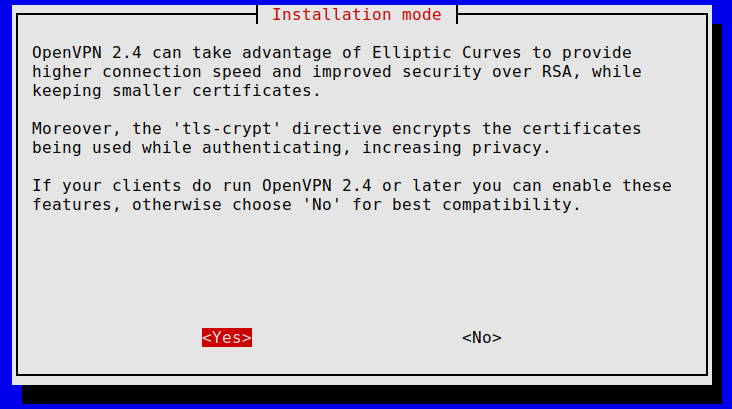 Installation mode
OpenVPN 2.4 can take advantage of Elliptic Curves to provide
higher connection speed and improved security over RSA, while
keeping smaller certificates.
Moreover, the 'tls-crypt' directive encrypts the certificates
being used while authenticating, increasing privacy.
If your clients do run OpenVPN 2.4 or later you can enable these
features, otherwise choose 'No' for best compatibility.
<Yes> <No>